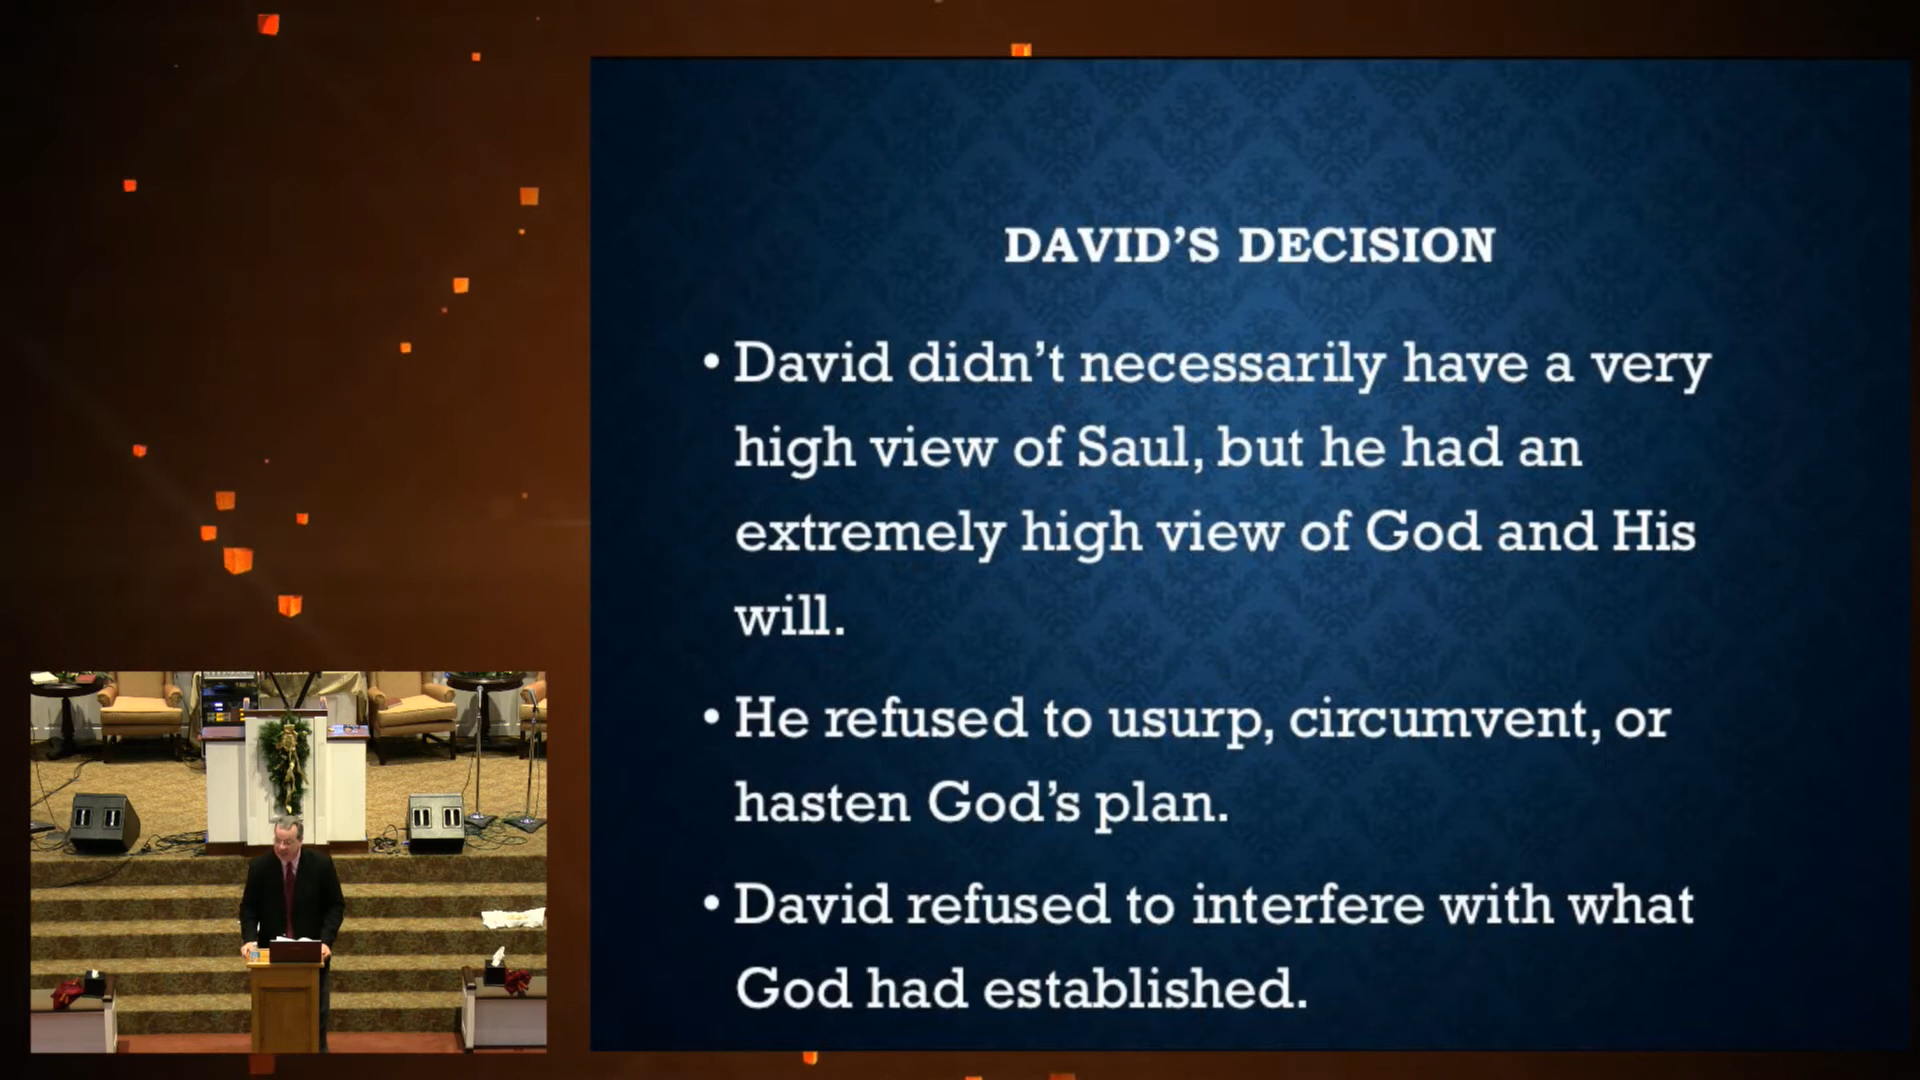 DAVID’S DECISION
• David didn’t necessarily have a very
high view of Saul, but he had an
extremely high view of God and His
will.
• He refused to usurp, circumvent, or
hasten God’s plan.
• David refused to interfere with what
God had established.